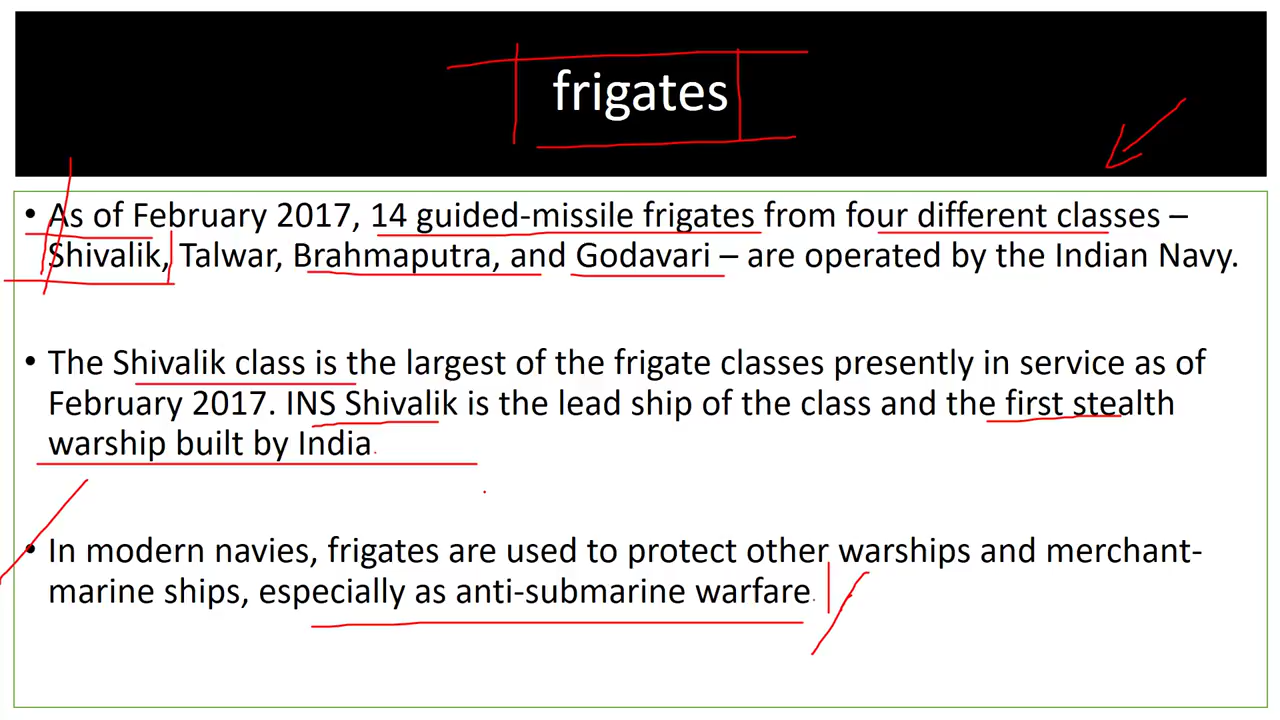 frigates
• As of February 2017, 14 guided-missile frigates from four different classes –
Shivalik, Talwar, Brahmaputra, and Godavari – are operated by the Indian Navy.
• The Shivalik class is the largest of the frigate classes presently in service as of
February 2017. INS Shivalik is the lead ship of the class and the first stealth
warship built by India.
• In modern navies, frigates are used to protect other warships and merchant-
marine ships, especially as anti-submarine warfare.